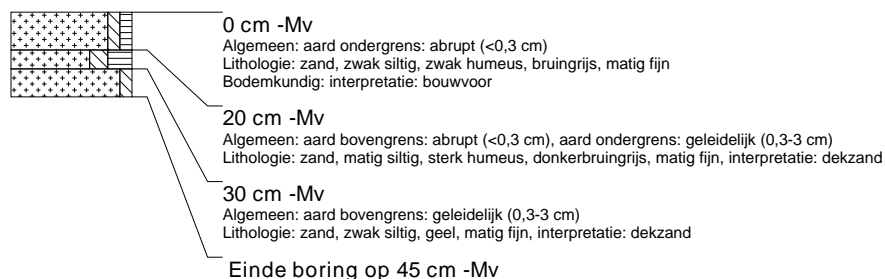 0 cm -Mv
Algemeen: aard ondergrens: abrupt (<0,3 cm)
Lithologie: zand, zwak siltig, zwak humeus, bruingrijs, matig fijn
Bodemkundig: interpretatie: bouwvoor
20 cm -Mv
Algemeen: aard bovengrens: abrupt (<0,3 cm), aard ondergrens: geleidelijk (0,3-3 cm)
Lithologie: zand, matig siltig, sterk humeus, donkerbruingrijs, matig fijn, interpretatie: dekzand
30 cm -Mv
Algemeen: aard bovengrens: geleidelijk (0,3-3 cm)
Lithologie: zand, zwak siltig, geel, matig fijn, interpretatie: dekzand
Einde boring op 45 cm -Mv